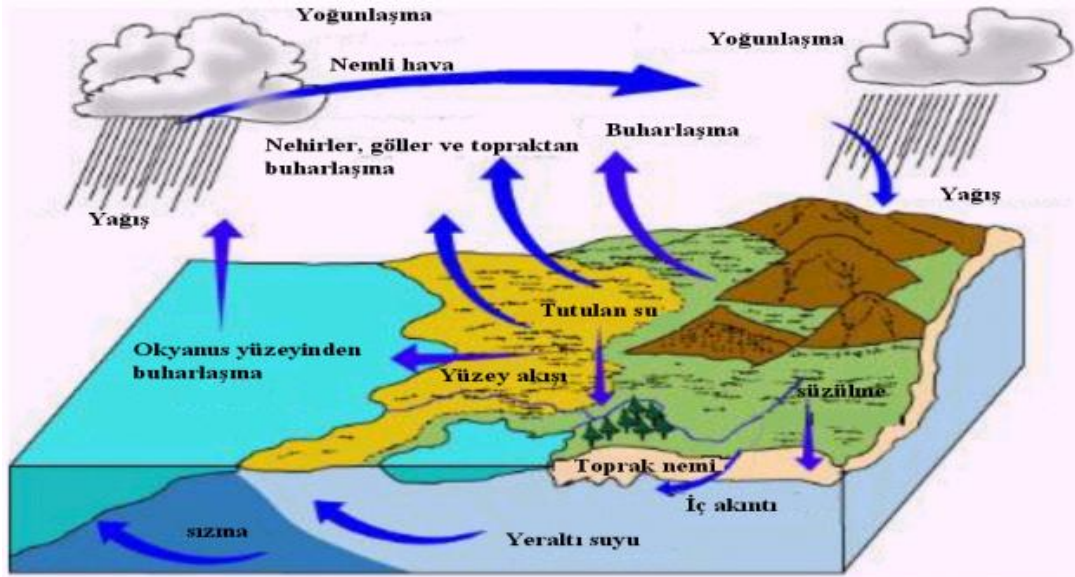 Yoğunlaşma
Yoğunlaşma
Nemli hava
Buharlaşma
Nehirler, göller ve topraktan
buharlaşma
Yağış
Yağış
Tutulan su
Okyanus yüzeyinden
buharlaşma
Yüzey akışı
süzülme
Toprak nemi
İç akıntı
sızma
Yeraltı suyu